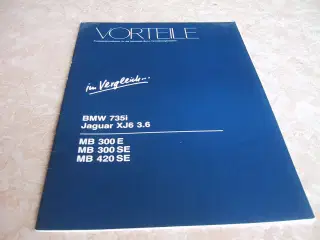 VORTEILE
im Vergleich...
BMW 735i
Jaguar XJ6 3.6
MB 300 E
MB 300 SE
MB 420 SE